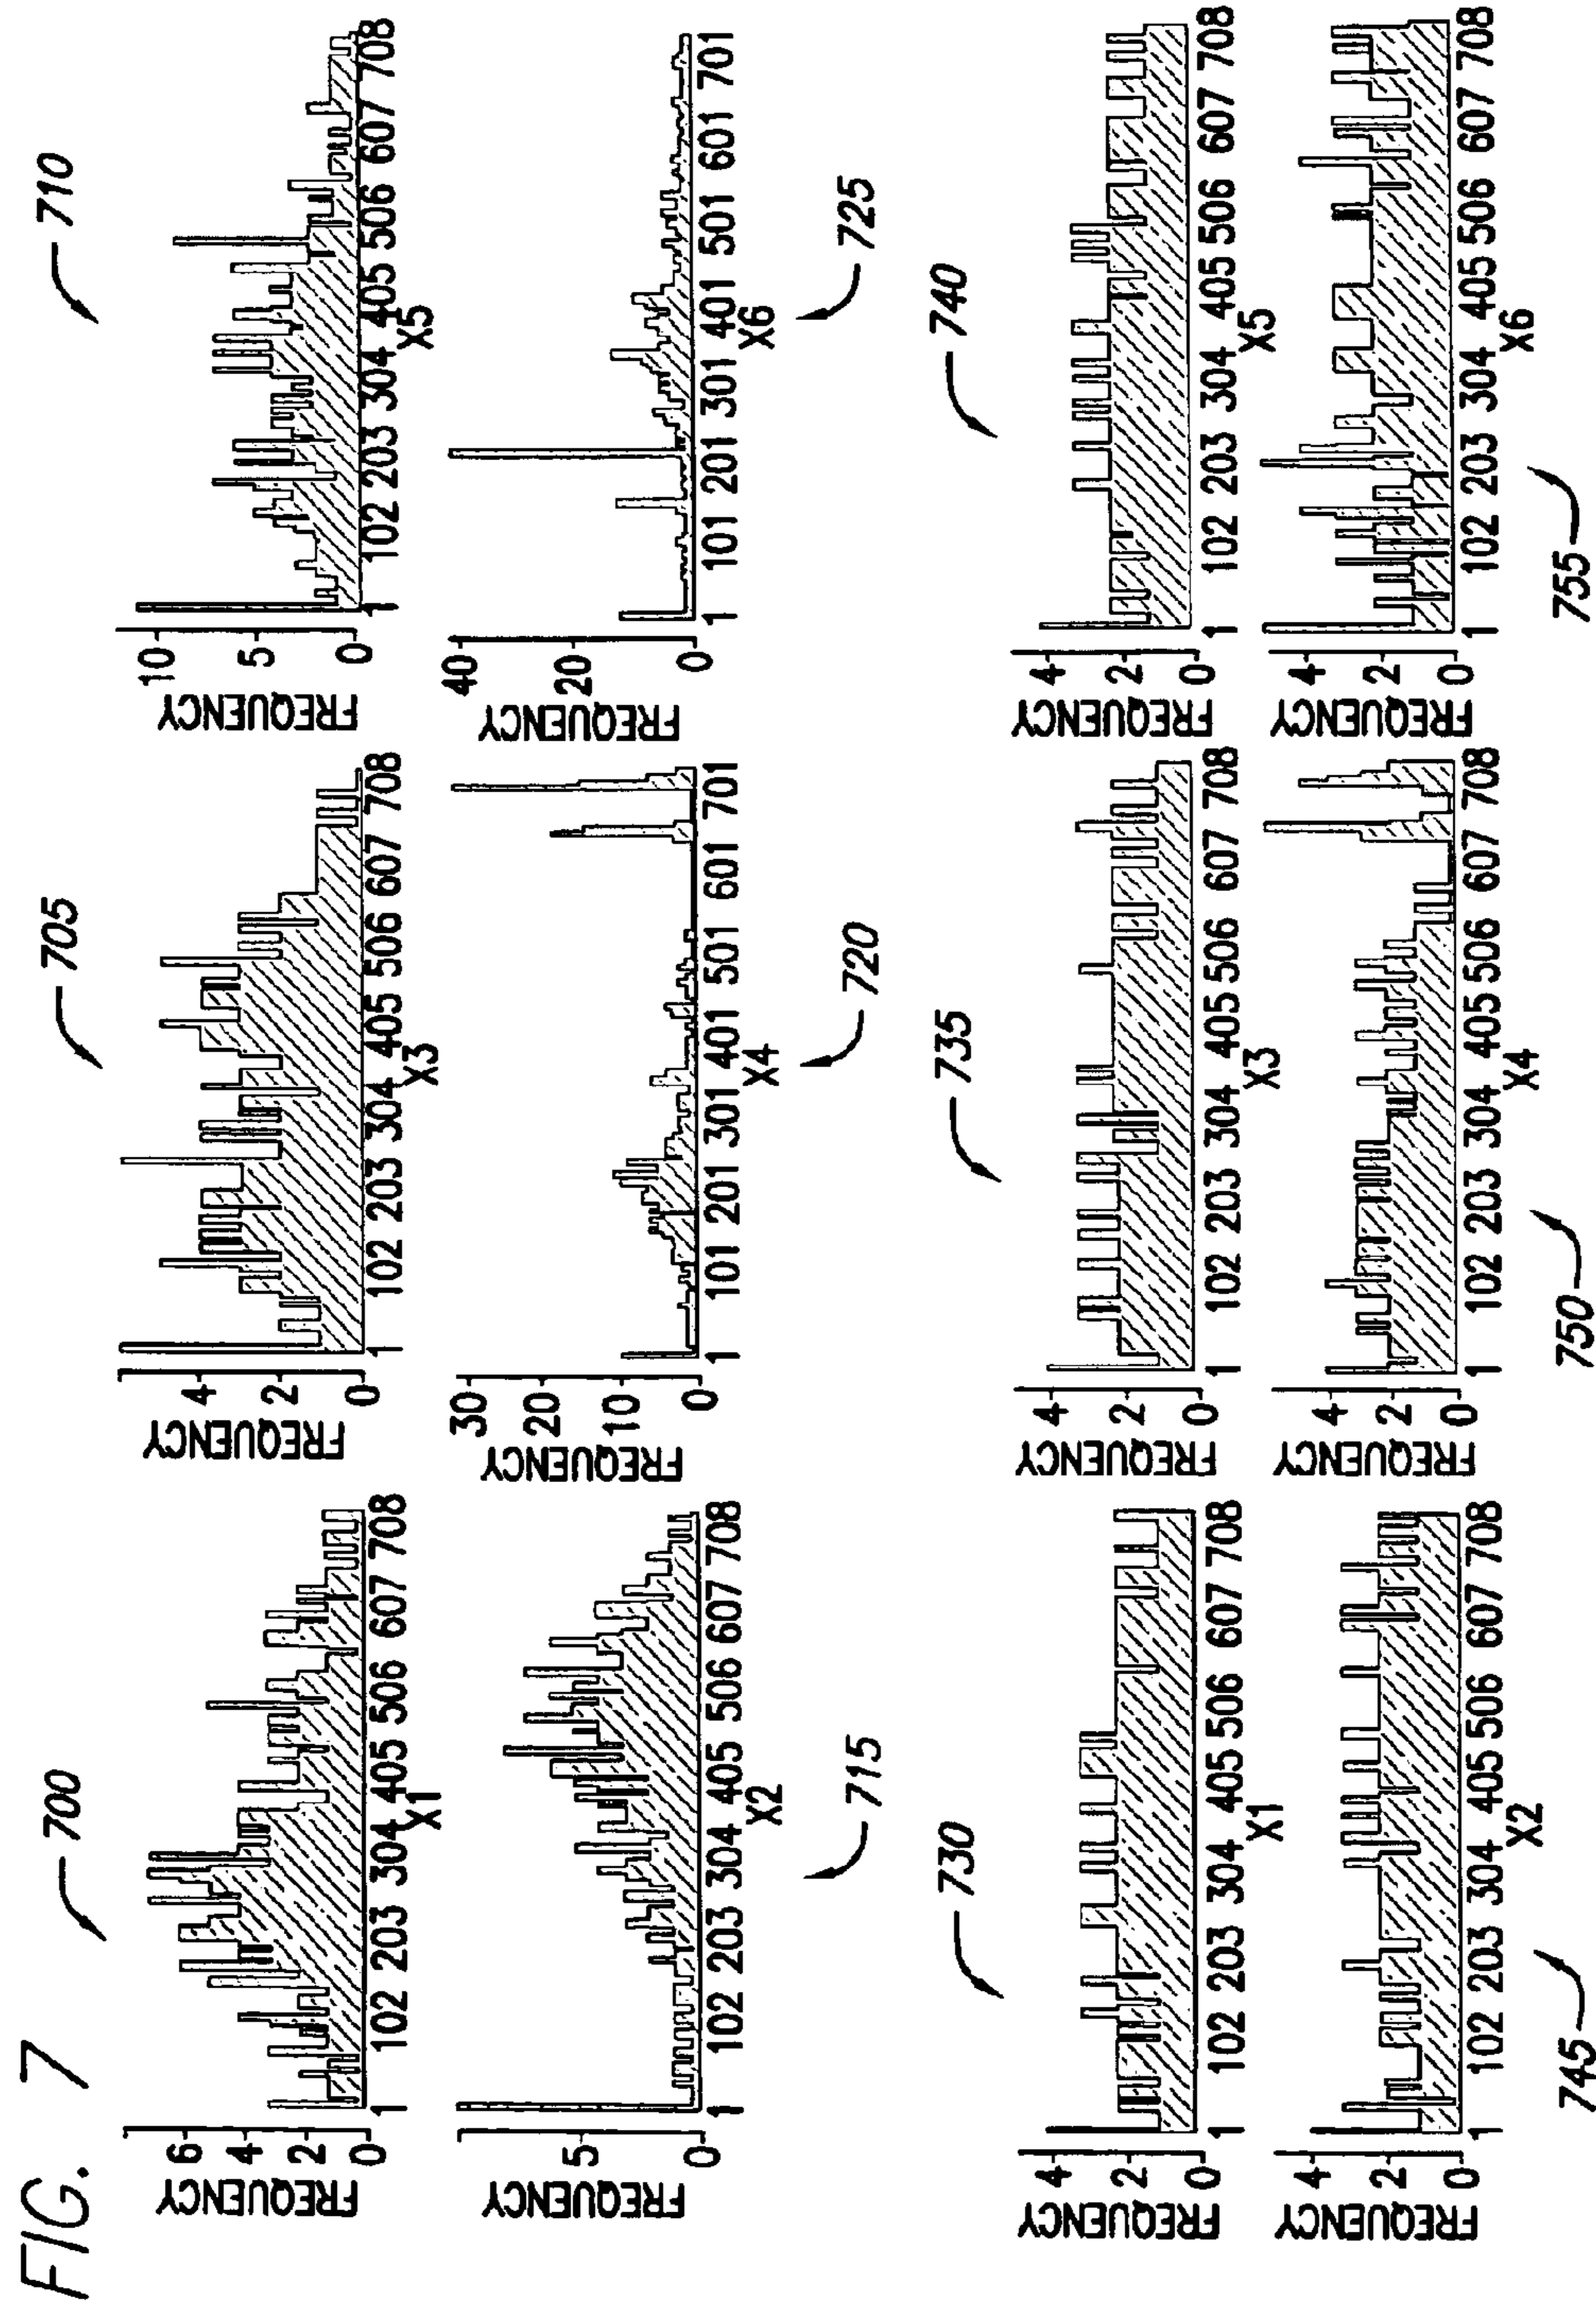 FIG. 7
700
705
710
FREQUENCY
6 4 2 0
1 102 203 304 405 506 607 708
X1
FREQUENCY
4 2 0
1 102 203 304 405 506 607 708
X3
FREQUENCY
10 5 0
1 102 203 304 405 506 607 708
X5
FREQUENCY
5 0
1 102 203 304 405 506 607 708
X2
FREQUENCY
30 20 10 0
1 101 201 301 401 501 601 701
X4
FREQUENCY
40 20 0
1 101 201 301 401 501 601 701
X6
715
720
725
730
735
740
FREQUENCY
4 2 0
1 102 203 304 405 506 607 708
X1
FREQUENCY
4 2 0
1 102 203 304 405 506 607 708
X3
FREQUENCY
4 2 0
1 102 203 304 405 506 607 708
X5
FREQUENCY
4 2 0
1 102 203 304 405 506 607 708
X2
FREQUENCY
4 2 0
1 102 203 304 405 506 607 708
X4
FREQUENCY
4 2 0
1 102 203 304 405 506 607 708
X6
745
750
755